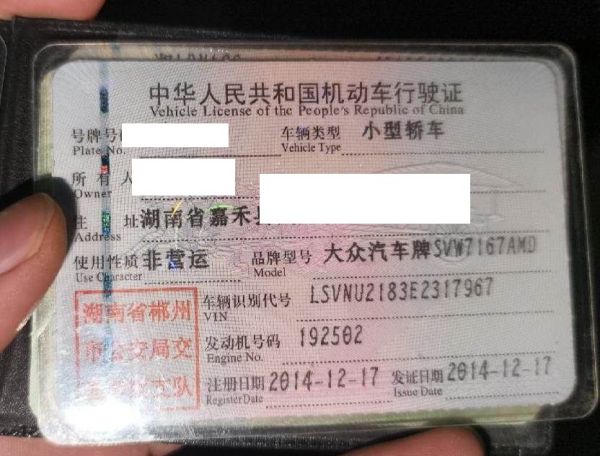 中华人民共和国机动车行驶证
Vehicle License of the People's Republic of China
号牌号 车辆类型 小型轿车
Plate No. Vehicle Type
所有人
Owner
住址 湖南省嘉禾县
Address
使用性质 非营运 品牌型号 大众汽车牌SVW7167AMD
Use Character Model
湖南省郴州
市公安局交
车辆识别代号 LSVNU2183E2317967
VIN
发动机号码 192502
Engine No.
注册日期 2014-12-17 发证日期 2014-12-17
Register Date Issue Date